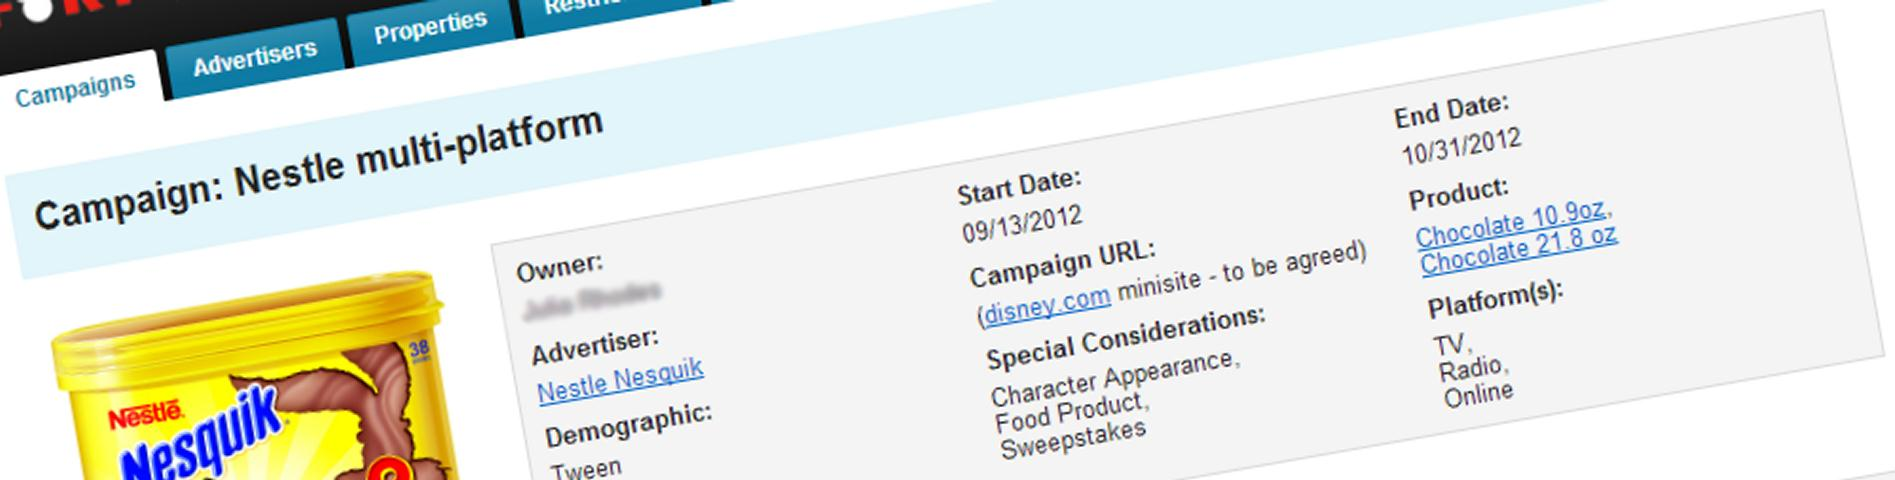 Campaigns
Advertisers
Properties
Campaign: Nestle multi-platform
Owner:
Advertiser:
Nestle Nesquik
Demographic:
Tween
Start Date:
09/13/2012
Campaign URL:
(disney.com minisite - to be agreed)
Special Considerations:
Character Appearance,
Food Product,
Sweepstakes
End Date:
10/31/2012
Product:
Chocolate 10.9oz,
Chocolate 21.8 oz
Platform(s):
TV,
Radio,
Online
Nestlé
Nesquik
38